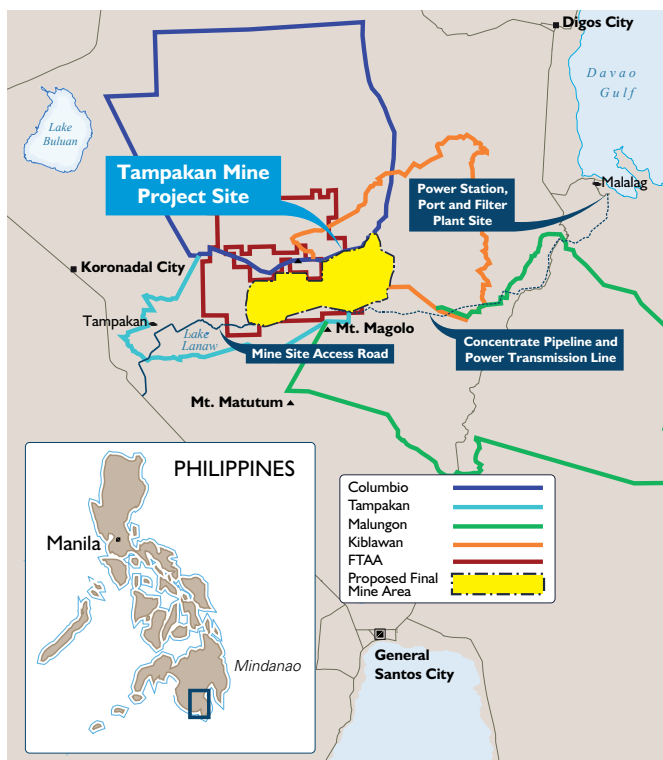 Digos City
Davao
Gulf
Lake
Buluan
Tampakan Mine
Project Site
Power Station,
Port and Filter
Plant Site
Malalag
Koronadal City
Tampakan
Lake
Lanaw
Mt. Magolo
Mine Site Access Road
Concentrate Pipeline and
Power Transmission Line
Mt. Matutum
PHILIPPINES
Manila
Mindanao
Columbio
Tampakan
Malungon
Kiblawan
FTAA
Proposed Final
Mine Area
General
Santos City